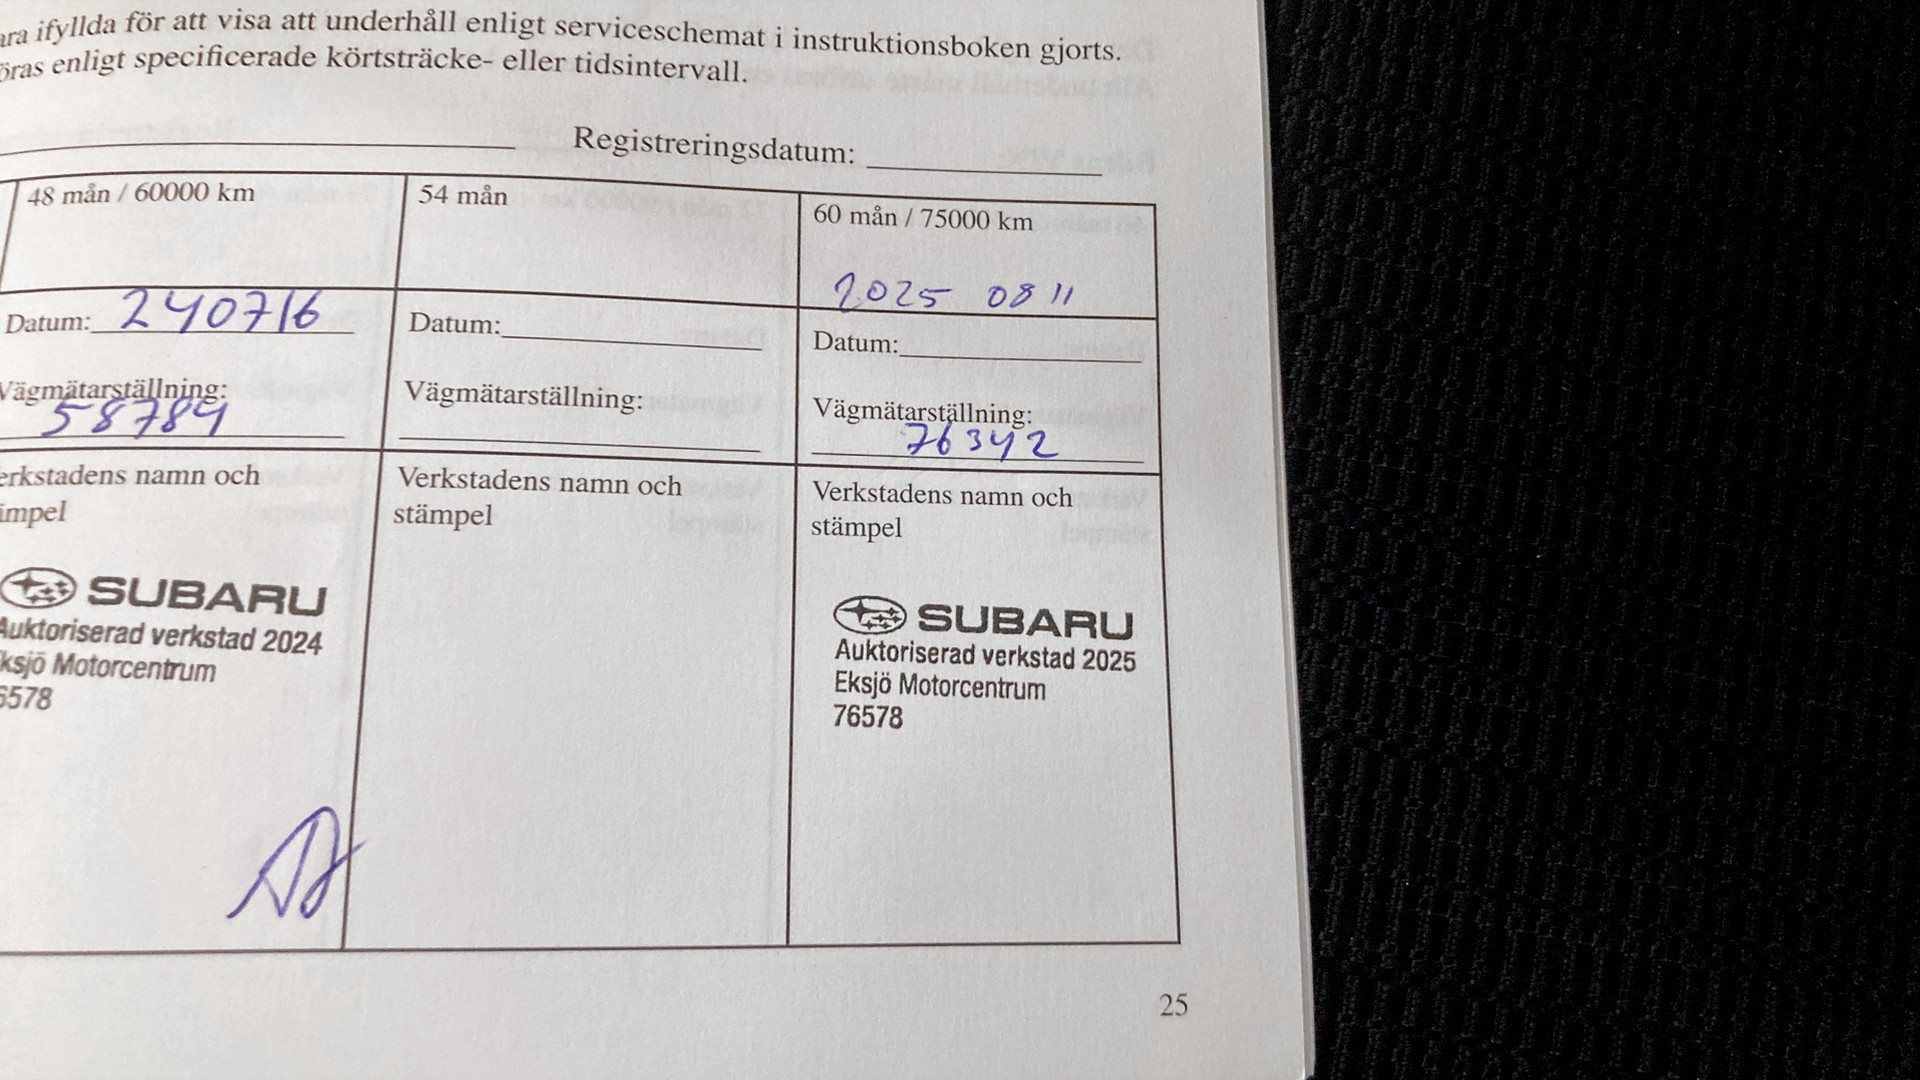 ara ifyllda för att visa att underhåll enligt serviceschemat i instruktionsboken gjorts.
öras enligt specificerade körtsträcke- eller tidsintervall.
Registreringsdatum:
48 mån / 60000 km
Datum: 240716
Vägmätarställning:
58789
erkstadens namn och
impel
SUBARU
Auktoriserad verkstad 2024
ksjö Motorcentrum
6578
54 mån
Datum:
Vägmätarställning:
Verkstadens namn och
stämpel
60 mån / 75000 km
2025 08 11
Datum:
Vägmätarställning:
76342
Verkstadens namn och
stämpel
SUBARU
Auktoriserad verkstad 2025
Eksjö Motorcentrum
76578
25